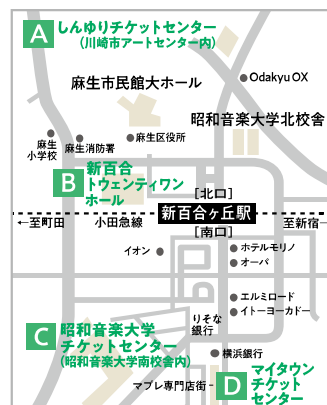 A
しんゆりチケットセンター
(川崎市アートセンター内)
麻生市民館大ホール
Odakyu OX
昭和音楽大学北校舎
麻生
小学校
麻生消防署
麻生区役所
B
新百合
トウェンティワン
ホール
[北口]
新百合ヶ丘駅
[南口]
←至町田
小田急線
至新宿→
イオン
ホテルモリノ
オーパ
エルミロード
イトーヨーカドー
りそな
銀行
C
昭和音楽大学
チケットセンター
(昭和音楽大学南校舎内)
横浜銀行
マプレ専門店街
D
マイタウン
チケット
センター